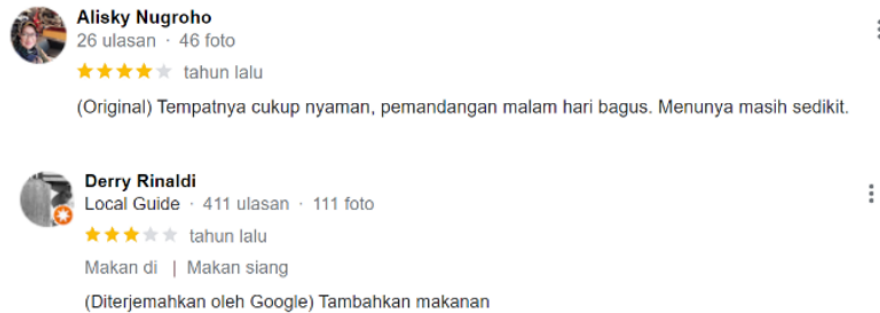 Alisky Nugroho
26 ulasan · 46 foto
tahun lalu
(Original) Tempatnya cukup nyaman, pemandangan malam hari bagus. Menunya masih sedikit.
Derry Rinaldi
Local Guide · 411 ulasan · 111 foto
tahun lalu
Makan di | Makan siang
(Diterjemahkan oleh Google) Tambahkan makanan